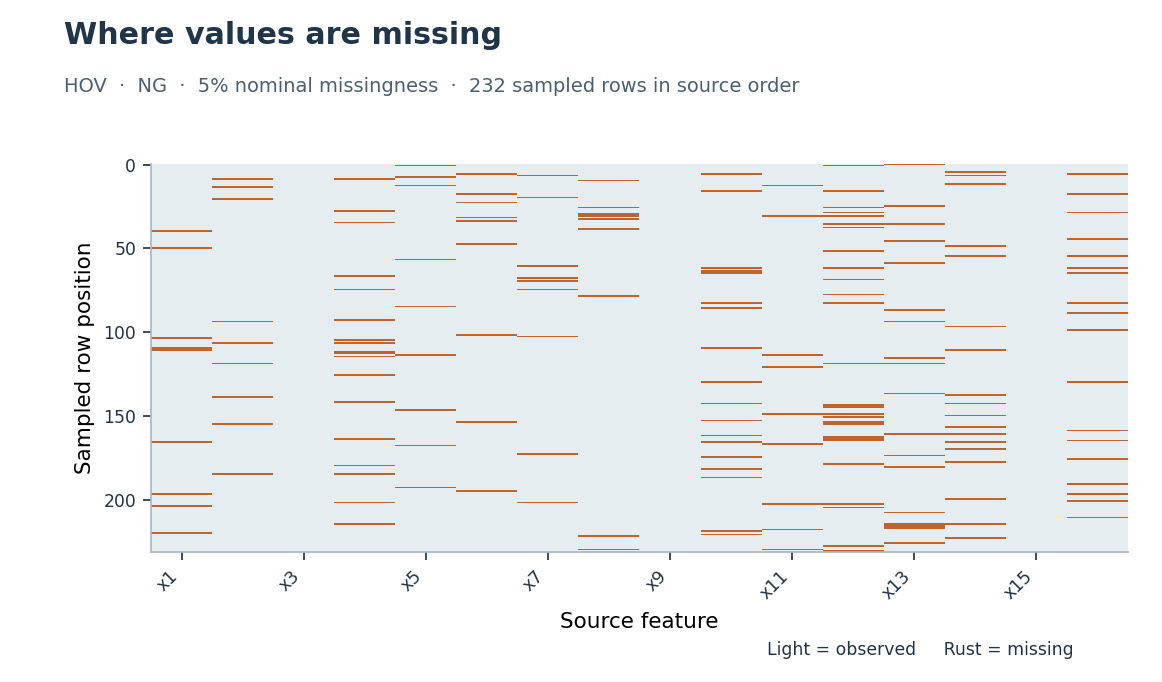 Where values are missing
HOV · NG · 5% nominal missingness · 232 sampled rows in source order
0
50
100
150
200
Sampled row position
x1 x3 x5 x7 x9 x11 x13 x15
Source feature
Light = observed Rust = missing